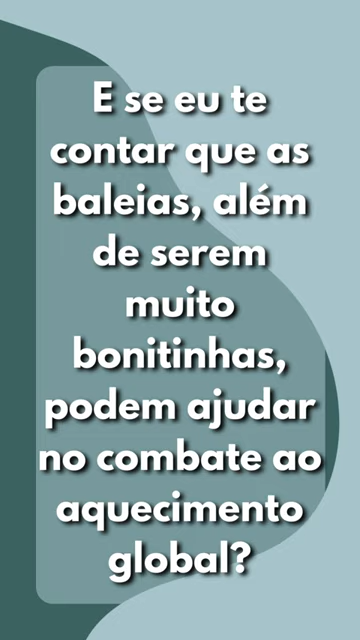 E se eu te
contar que as
baleias, além
de serem
muito
bonitinhas,
podem ajudar
no combate ao
aquecimento
global?